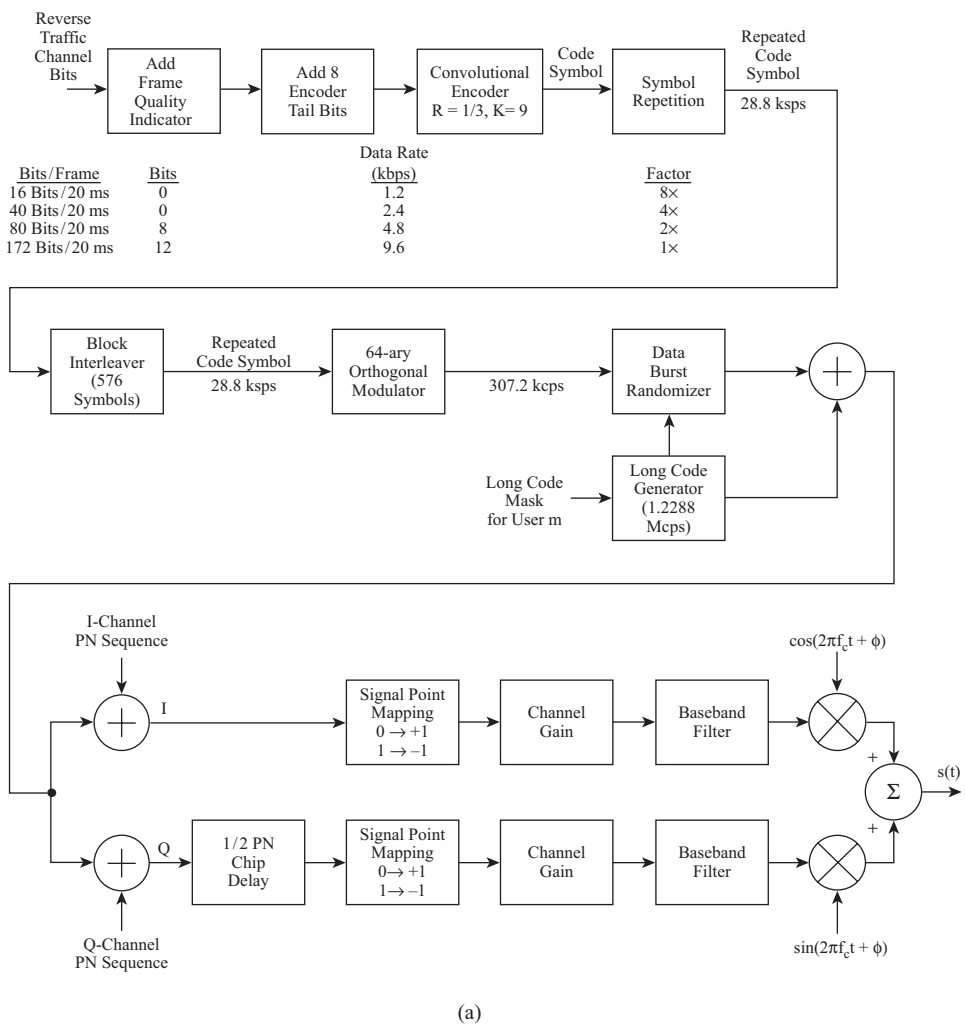 Reverse
Traffic
Channel
Bits
Add
Frame
Quality
Indicator
Add 8
Encoder
Tail Bits
Convolutional
Encoder
R = 1/3, K= 9
Code
Symbol
Symbol
Repetition
Repeated
Code
Symbol
28.8 ksps
Data Rate
Bits/Frame Bits (kbps) Factor
16 Bits/20 ms 0 1.2 8×
40 Bits/20 ms 0 2.4 4×
80 Bits/20 ms 8 4.8 2×
172 Bits/20 ms 12 9.6 1×
Block
Interleaver
(576
Symbols)
Repeated
Code Symbol
28.8 ksps
64-ary
Orthogonal
Modulator
307.2 kcps
Data
Burst
Randomizer
+
Long Code
Mask
for User m
Long Code
Generator
(1.2288
Mcps)
I-Channel
PN Sequence
+
I
Signal Point
Mapping
0 → +1
1 → –1
Channel
Gain
Baseband
Filter
cos(2πf_ct + ϕ)
+
Σ
s(t)
+
+
Q
1/2 PN
Chip
Delay
Signal Point
Mapping
0→ +1
1→ –1
Channel
Gain
Baseband
Filter
Q-Channel
PN Sequence
sin(2πf_ct + ϕ)
(a)